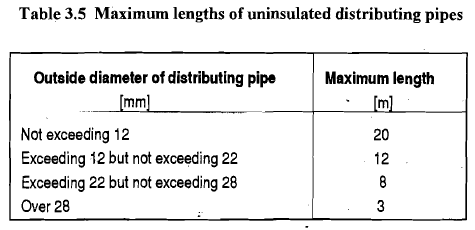 Table 3.5 Maximum lengths of uninsulated distributing pipes
Outside diameter of distributing pipe Maximum length
[mm] [m]
Not exceeding 12 20
Exceeding 12 but not exceeding 22 12
Exceeding 22 but not exceeding 28 8
Over 28 3